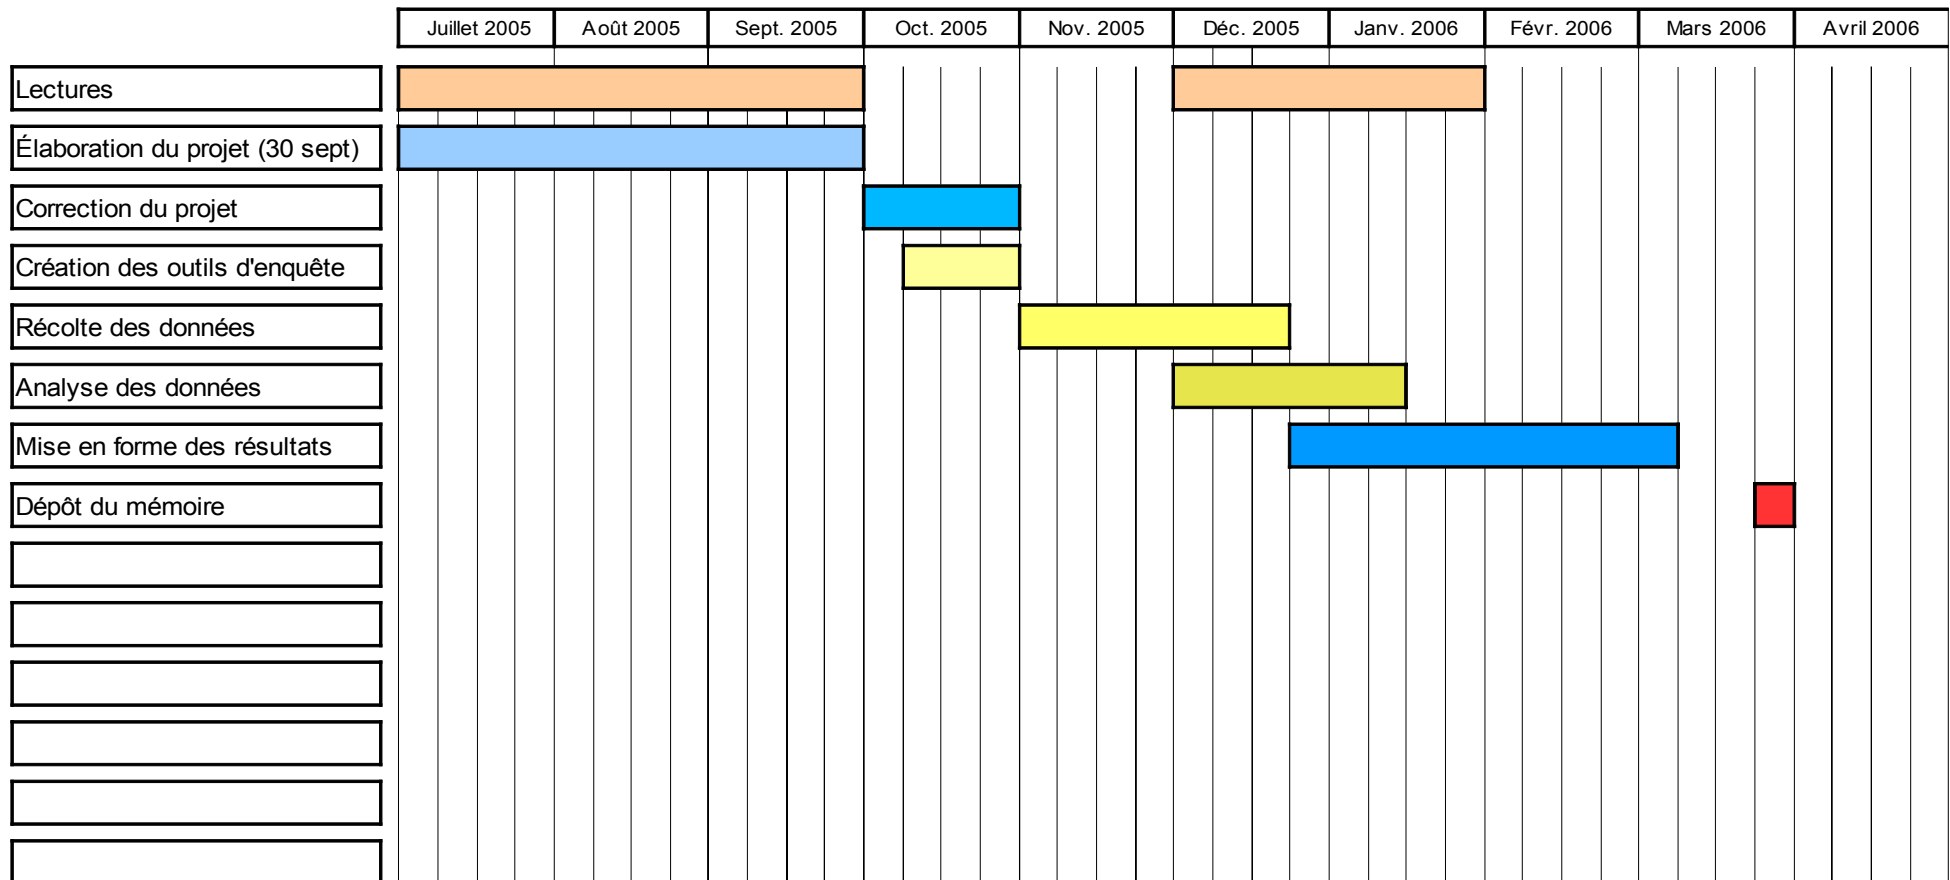 Juillet 2005 Août 2005 Sept. 2005 Oct. 2005 Nov. 2005 Déc. 2005 Janv. 2006 Févr. 2006 Mars 2006 Avril 2006
Lectures
Élaboration du projet (30 sept)
Correction du projet
Création des outils d'enquête
Récolte des données
Analyse des données
Mise en forme des résultats
Dépôt du mémoire